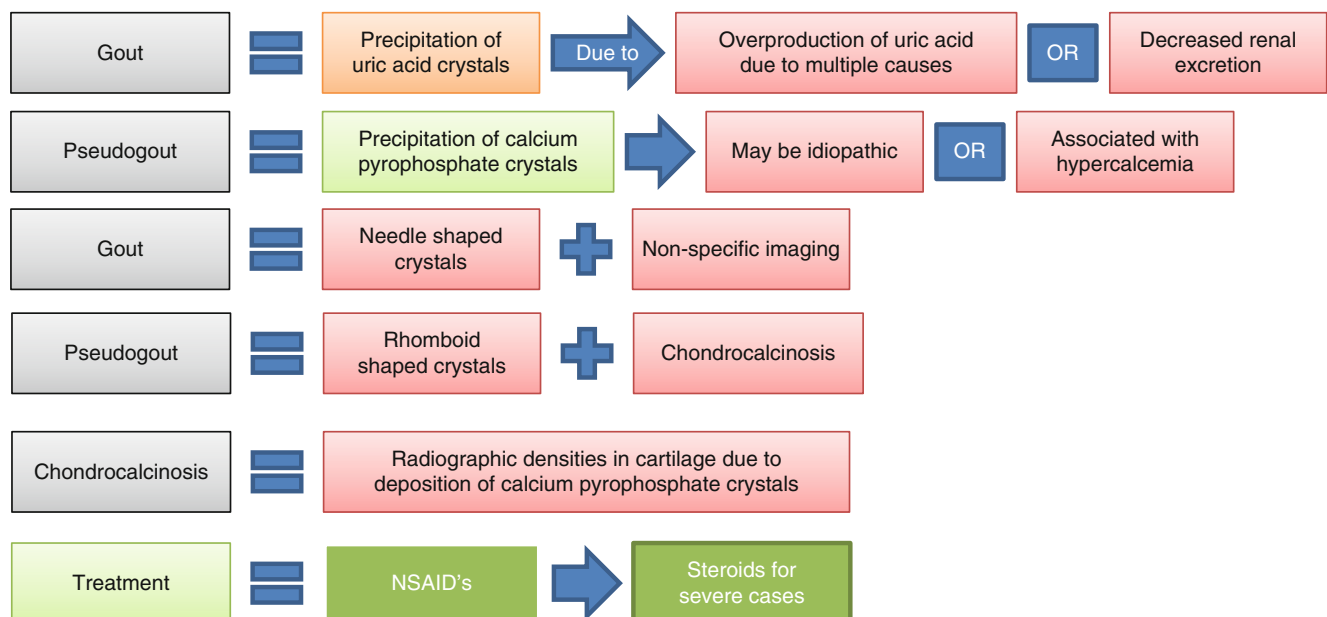 Gout
Precipitation of
uric acid crystals
Due to
Overproduction of uric acid
due to multiple causes
OR
Decreased renal
excretion
Pseudogout
Precipitation of calcium
pyrophosphate crystals
May be idiopathic
OR
Associated with
hypercalcemia
Gout
Needle shaped
crystals
Non-specific imaging
Pseudogout
Rhomboid
shaped crystals
Chondrocalcinosis
Chondrocalcinosis
Radiographic densities in cartilage due to
deposition of calcium pyrophosphate crystals
Treatment
NSAID's
Steroids for
severe cases